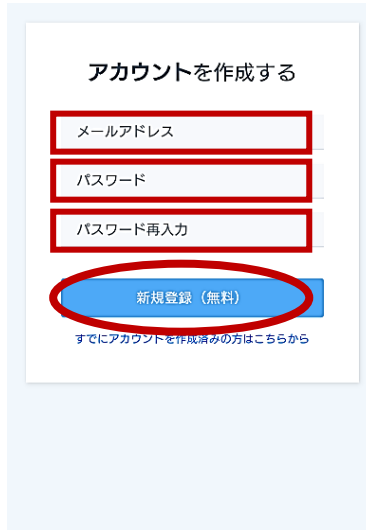 アカウントを作成する
メールアドレス
パスワード
パスワード再入力
新規登録（無料）
すでにアカウントを作成済みの方はこちらから